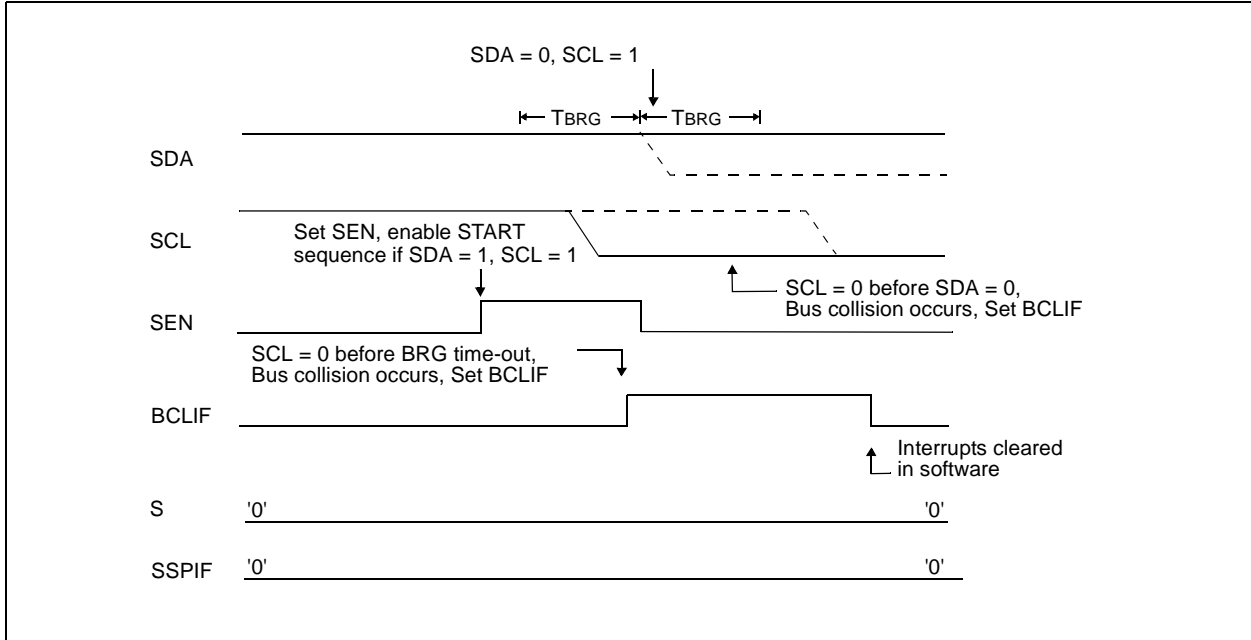 SDA = 0, SCL = 1
TBRG TBRG
SDA
SCL
Set SEN, enable START
sequence if SDA = 1, SCL = 1
SCL = 0 before SDA = 0,
Bus collision occurs, Set BCLIF
SEN
SCL = 0 before BRG time-out,
Bus collision occurs, Set BCLIF
BCLIF
Interrupts cleared
in software
S '0' '0'
SSPIF '0' '0'